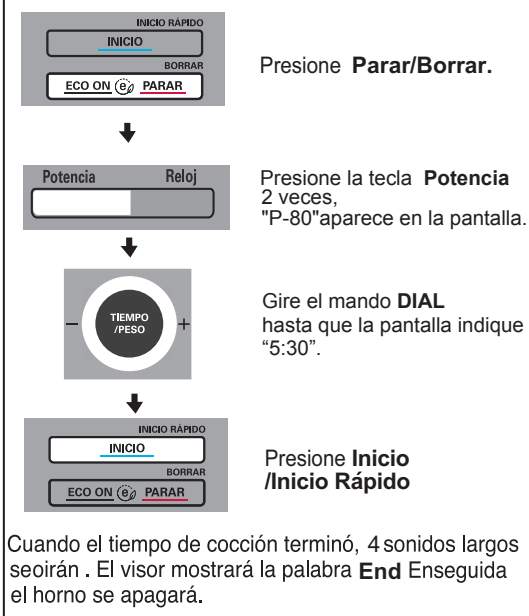 INICIO RÁPIDO
INICIO
BORRAR
ECO ON e PARAR
Presione Parar/Borrar.
Potencia Reloj
Presione la tecla Potencia
2 veces,
"P-80"aparece en la pantalla.
TIEMPO
/PESO
- +
Gire el mando DIAL
hasta que la pantalla indique
“5:30”.
INICIO RÁPIDO
INICIO
BORRAR
ECO ON e PARAR
Presione Inicio
/Inicio Rápido
Cuando el tiempo de cocción terminó, 4 sonidos largos
seoirán . El visor mostrará la palabra End Enseguida
el horno se apagará.